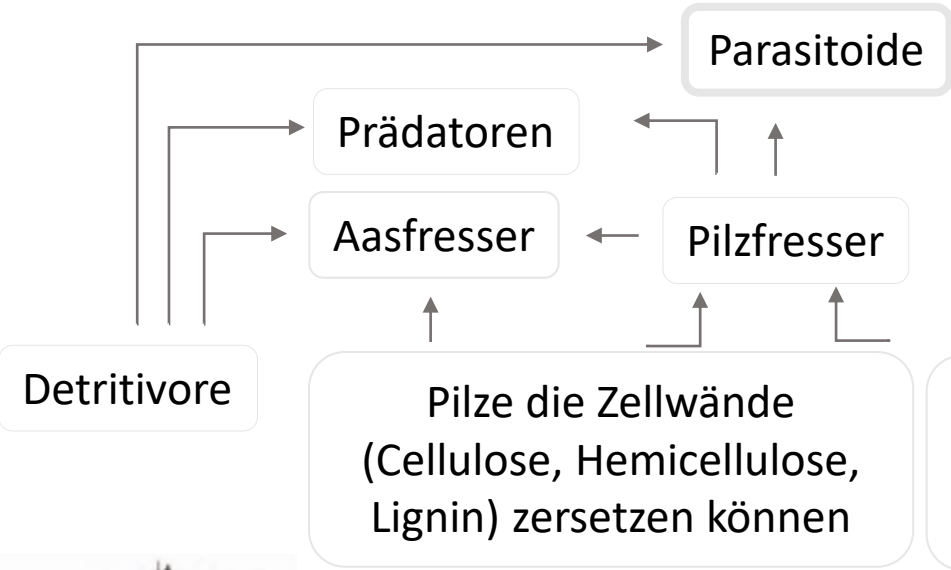 Parasitoide
Prädatoren
Aasfresser
Pilzfresser
Detritivore
Pilze die Zellwände
(Cellulose, Hemicellulose,
Lignin) zersetzen können